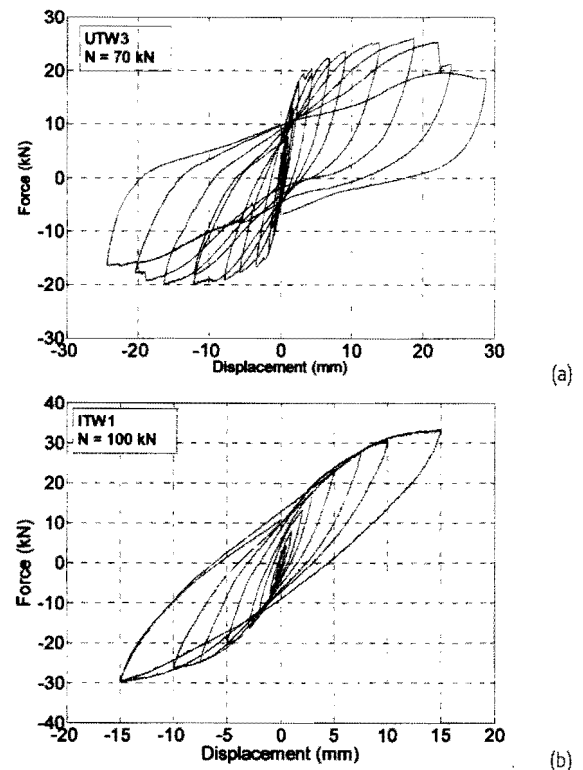 30
UTW3
N = 70 kN
20
10
0
-10
-20
-30
Force (kN)
-30 -20 -10 0 10 20 30
Displacement (mm)
(a)
40
ITW1
N = 100 kN
30
20
10
0
-10
-20
-30
-40
Force (kN)
-20 -15 -10 -5 0 5 10 15 20
Displacement (mm)
(b)